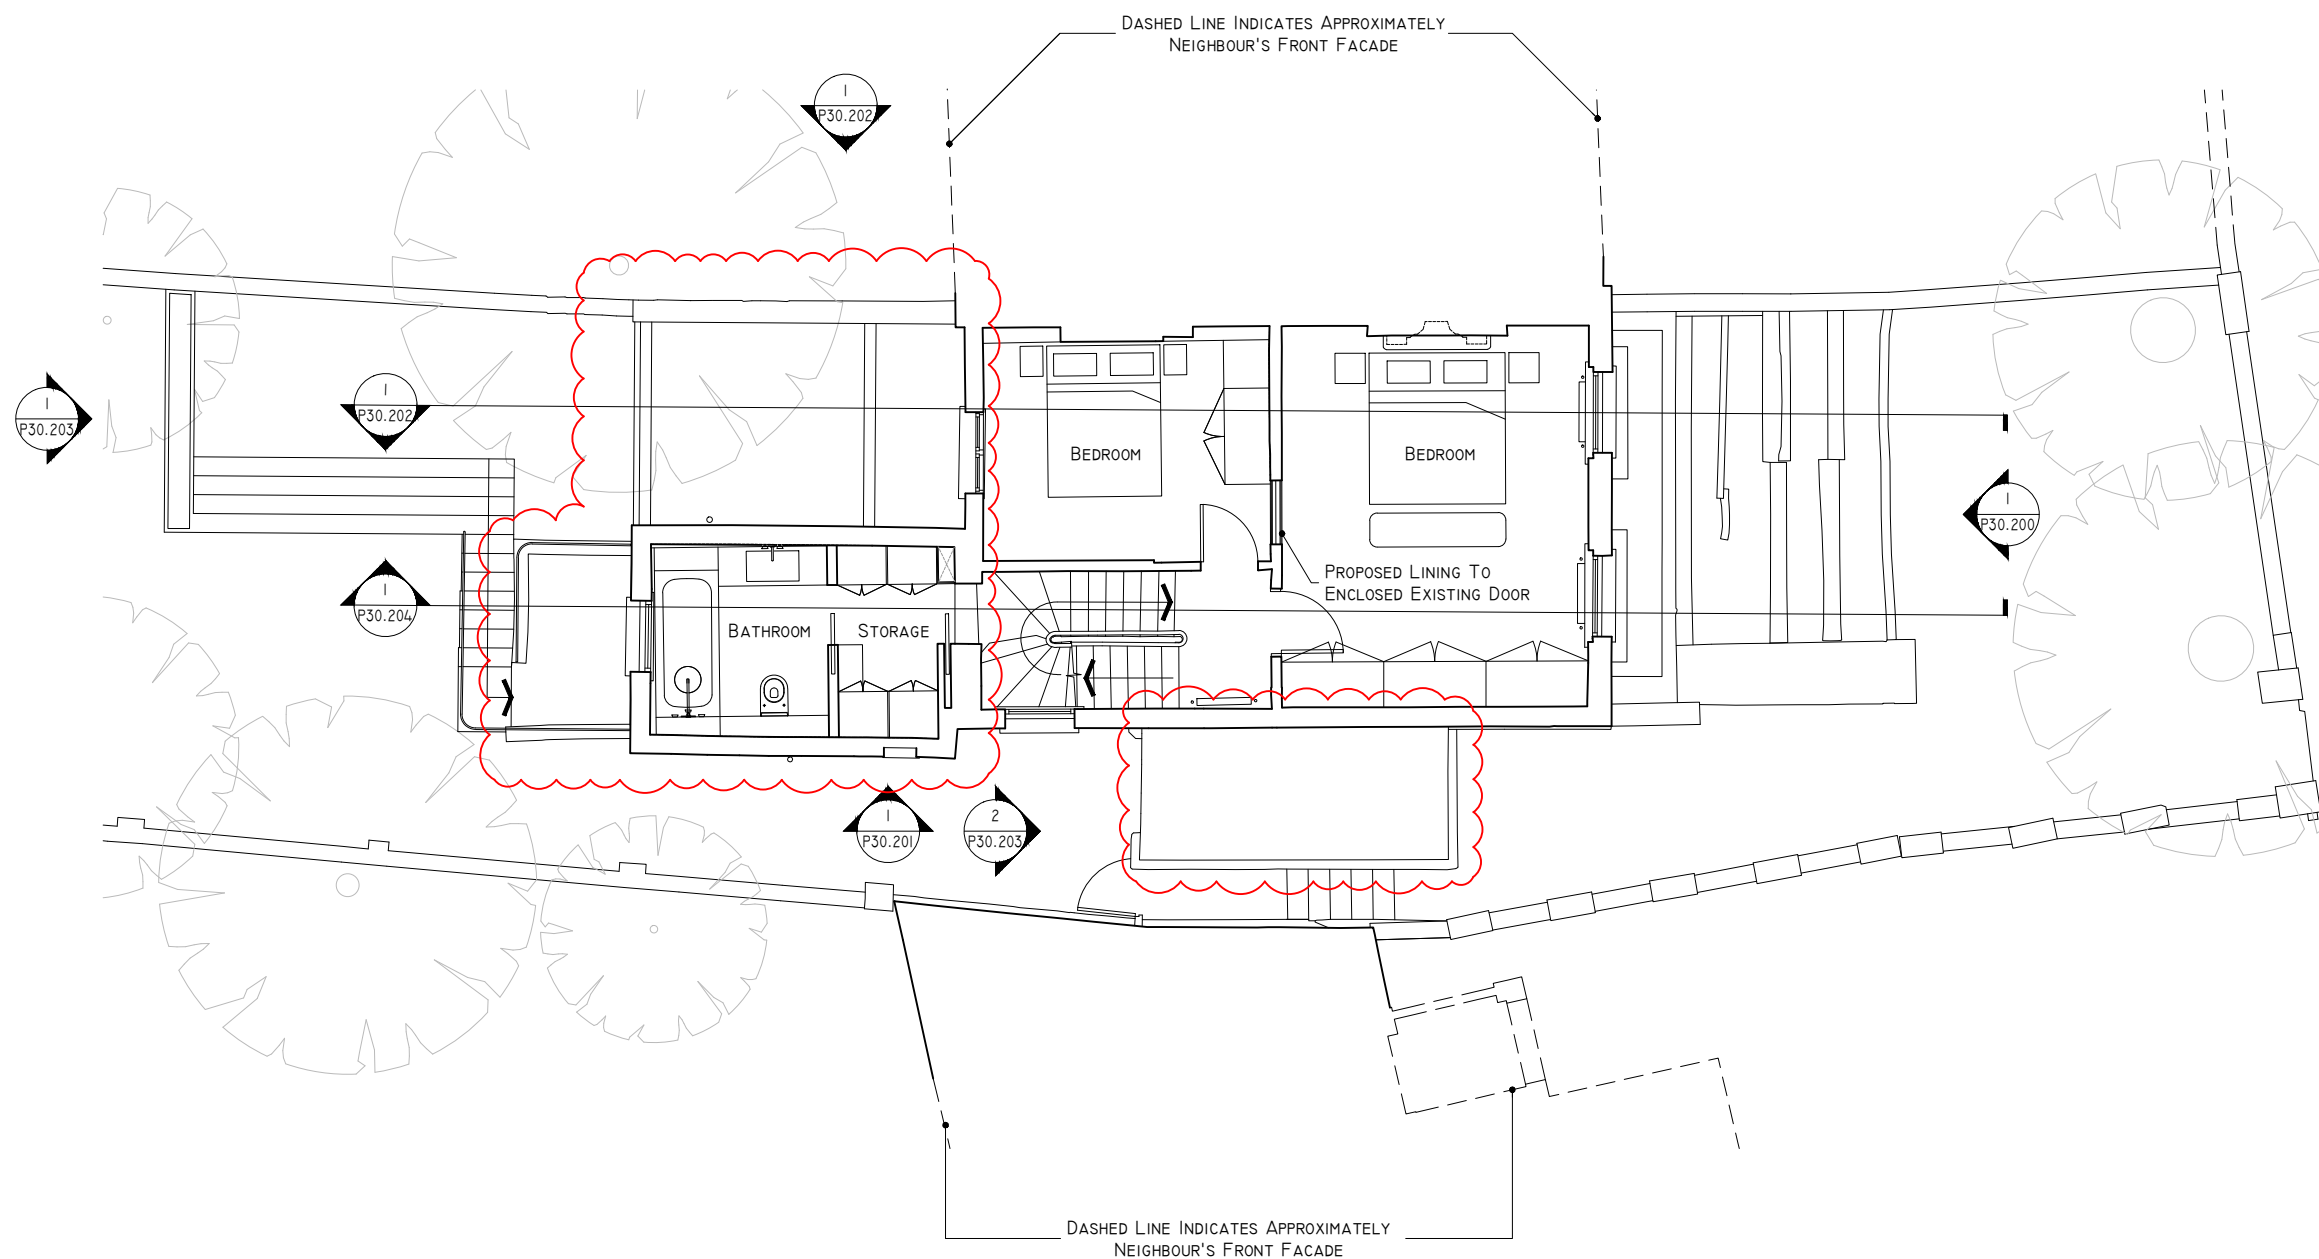 DASHED LINE INDICATES APPROXIMATELY
NEIGHBOUR'S FRONT FACADE
1
P30.202
1
P30.203
1
P30.202
BEDROOM
BEDROOM
1
P30.200
PROPOSED LINING TO
ENCLOSED EXISTING DOOR
1
P30.204
BATHROOM
STORAGE
1
P30.201
2
P30.203
DASHED LINE INDICATES APPROXIMATELY
NEIGHBOUR'S FRONT FACADE